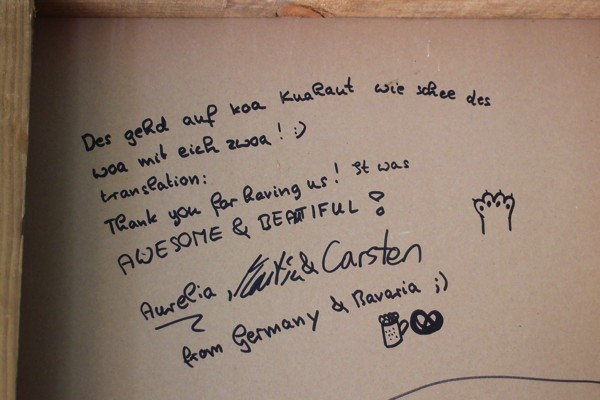 Des gehd auf koa Kuahaut wie schee des
woa mit eich zwoa! :)
translation:
Thank you for having us! It was
AWESOME & BEATIFUL!
Aurelia, & Carsten
from Germany & Bavaria ;)